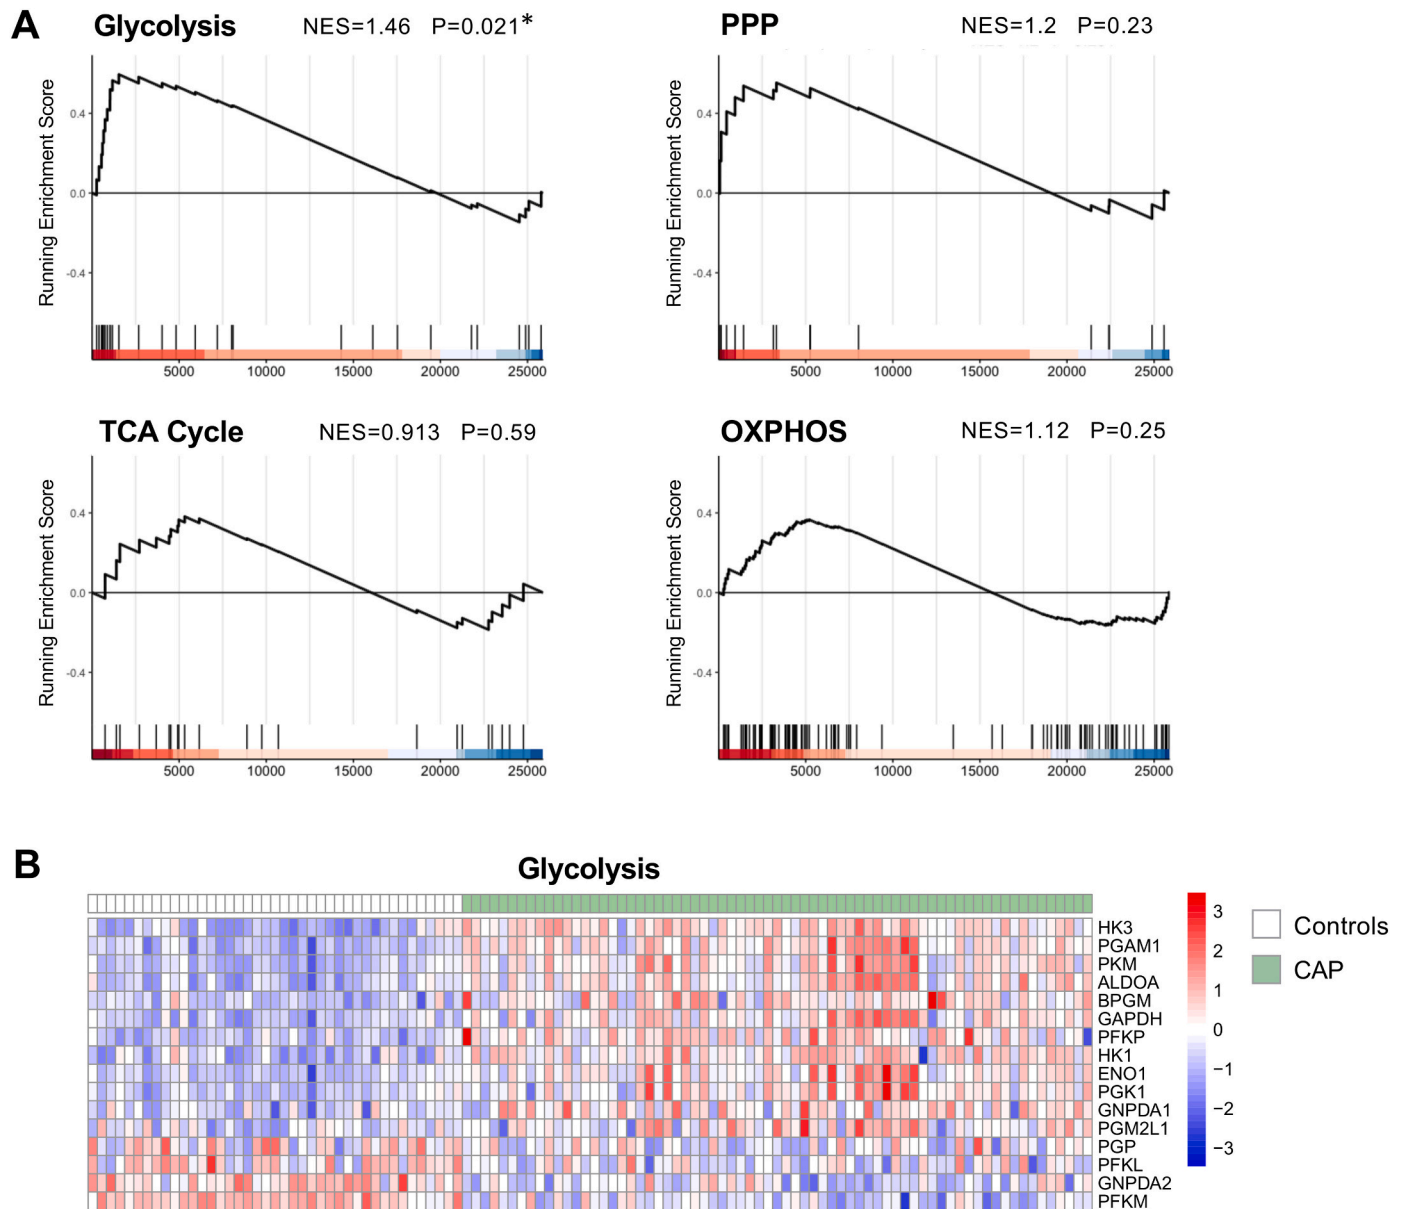 A
Glycolysis NES=1.46 P=0.021*
Running Enrichment Score
0.4
0.0
-0.4
5000 10000 15000 20000 25000
PPP NES=1.2 P=0.23
Running Enrichment Score
0.4
0.0
-0.4
5000 10000 15000 20000 25000
TCA Cycle NES=0.913 P=0.59
Running Enrichment Score
0.4
0.0
-0.4
5000 10000 15000 20000 25000
OXPHOS NES=1.12 P=0.25
Running Enrichment Score
0.4
0.0
-0.4
5000 10000 15000 20000 25000
B
Glycolysis
HK3
PGAM1
PKM
ALDOA
BPGM
GAPDH
PFKP
HK1
ENO1
PGK1
GNPDA1
PGM2L1
PGP
PFKL
GNPDA2
PFKM
3
2
1
0
−1
−2
−3
Controls
CAP